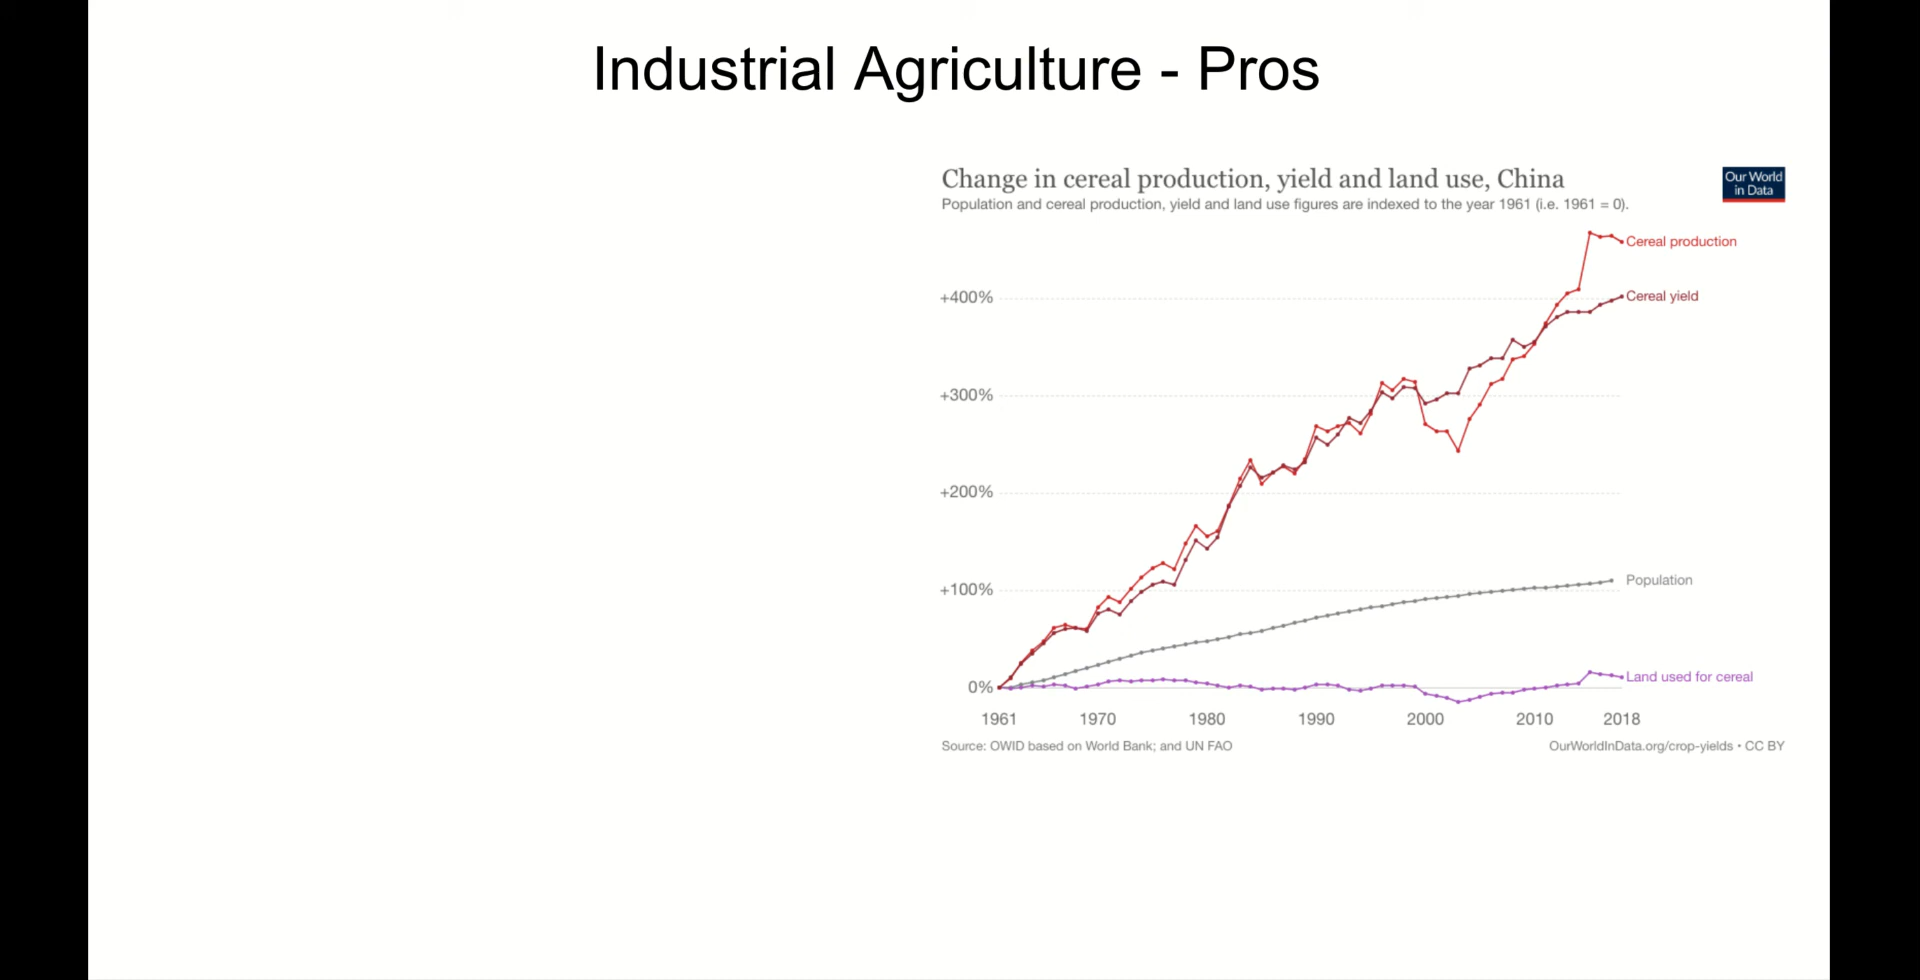 Industrial Agriculture - Pros
Change in cereal production, yield and land use, China
Population and cereal production, yield and land use figures are indexed to the year 1961 (i.e. 1961 = 0).
Our World
in Data
Cereal production
+400%
Cereal yield
+300%
+200%
+100%
Population
0%
Land used for cereal
1961 1970 1980 1990 2000 2010 2018
Source: OWID based on World Bank; and UN FAO
OurWorldInData.org/crop-yields • CC BY